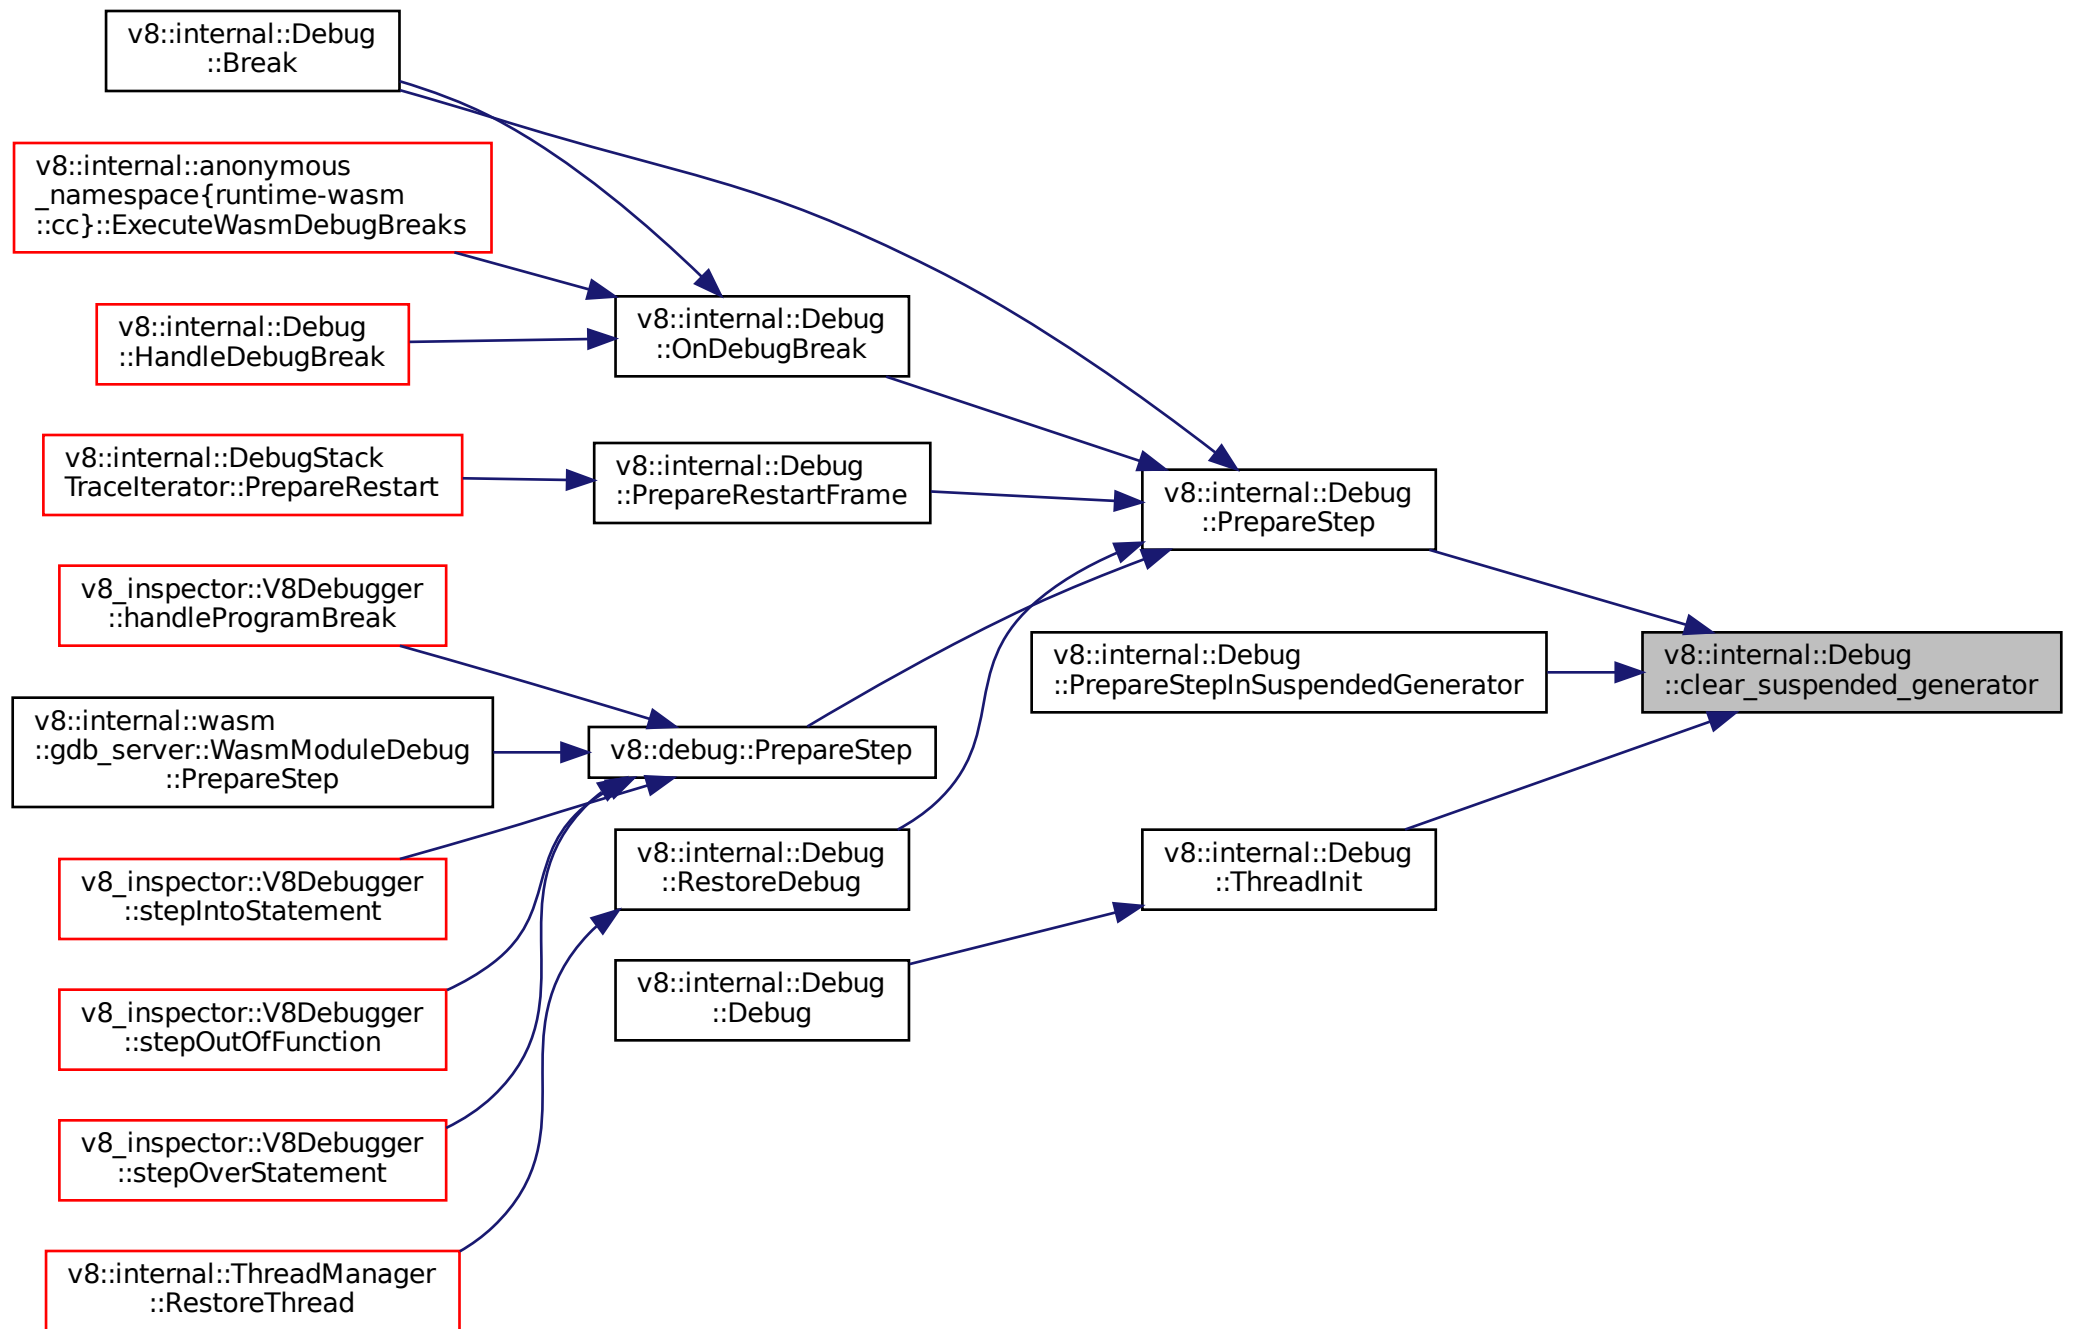 v8::internal::Debug
::Break
v8::internal::anonymous
_namespace{runtime-wasm
::cc}::ExecuteWasmDebugBreaks
v8::internal::Debug
::HandleDebugBreak
v8::internal::DebugStack
TraceIterator::PrepareRestart
v8_inspector::V8Debugger
::handleProgramBreak
v8::internal::wasm
::gdb_server::WasmModuleDebug
::PrepareStep
v8_inspector::V8Debugger
::stepIntoStatement
v8_inspector::V8Debugger
::stepOutOfFunction
v8_inspector::V8Debugger
::stepOverStatement
v8::internal::ThreadManager
::RestoreThread
v8::internal::Debug
::OnDebugBreak
v8::internal::Debug
::PrepareRestartFrame
v8::debug::PrepareStep
v8::internal::Debug
::RestoreDebug
v8::internal::Debug
::Debug
v8::internal::Debug
::PrepareStep
v8::internal::Debug
::PrepareStepInSuspendedGenerator
v8::internal::Debug
::ThreadInit
v8::internal::Debug
::clear_suspended_generator